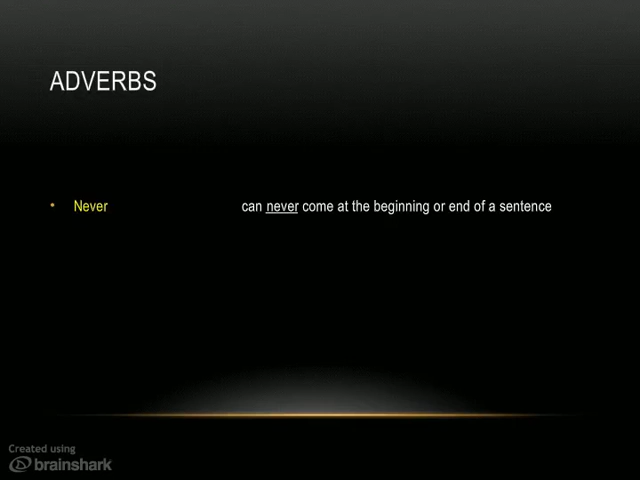 ADVERBS
• Never can never come at the beginning or end of a sentence
Created using
brainshark